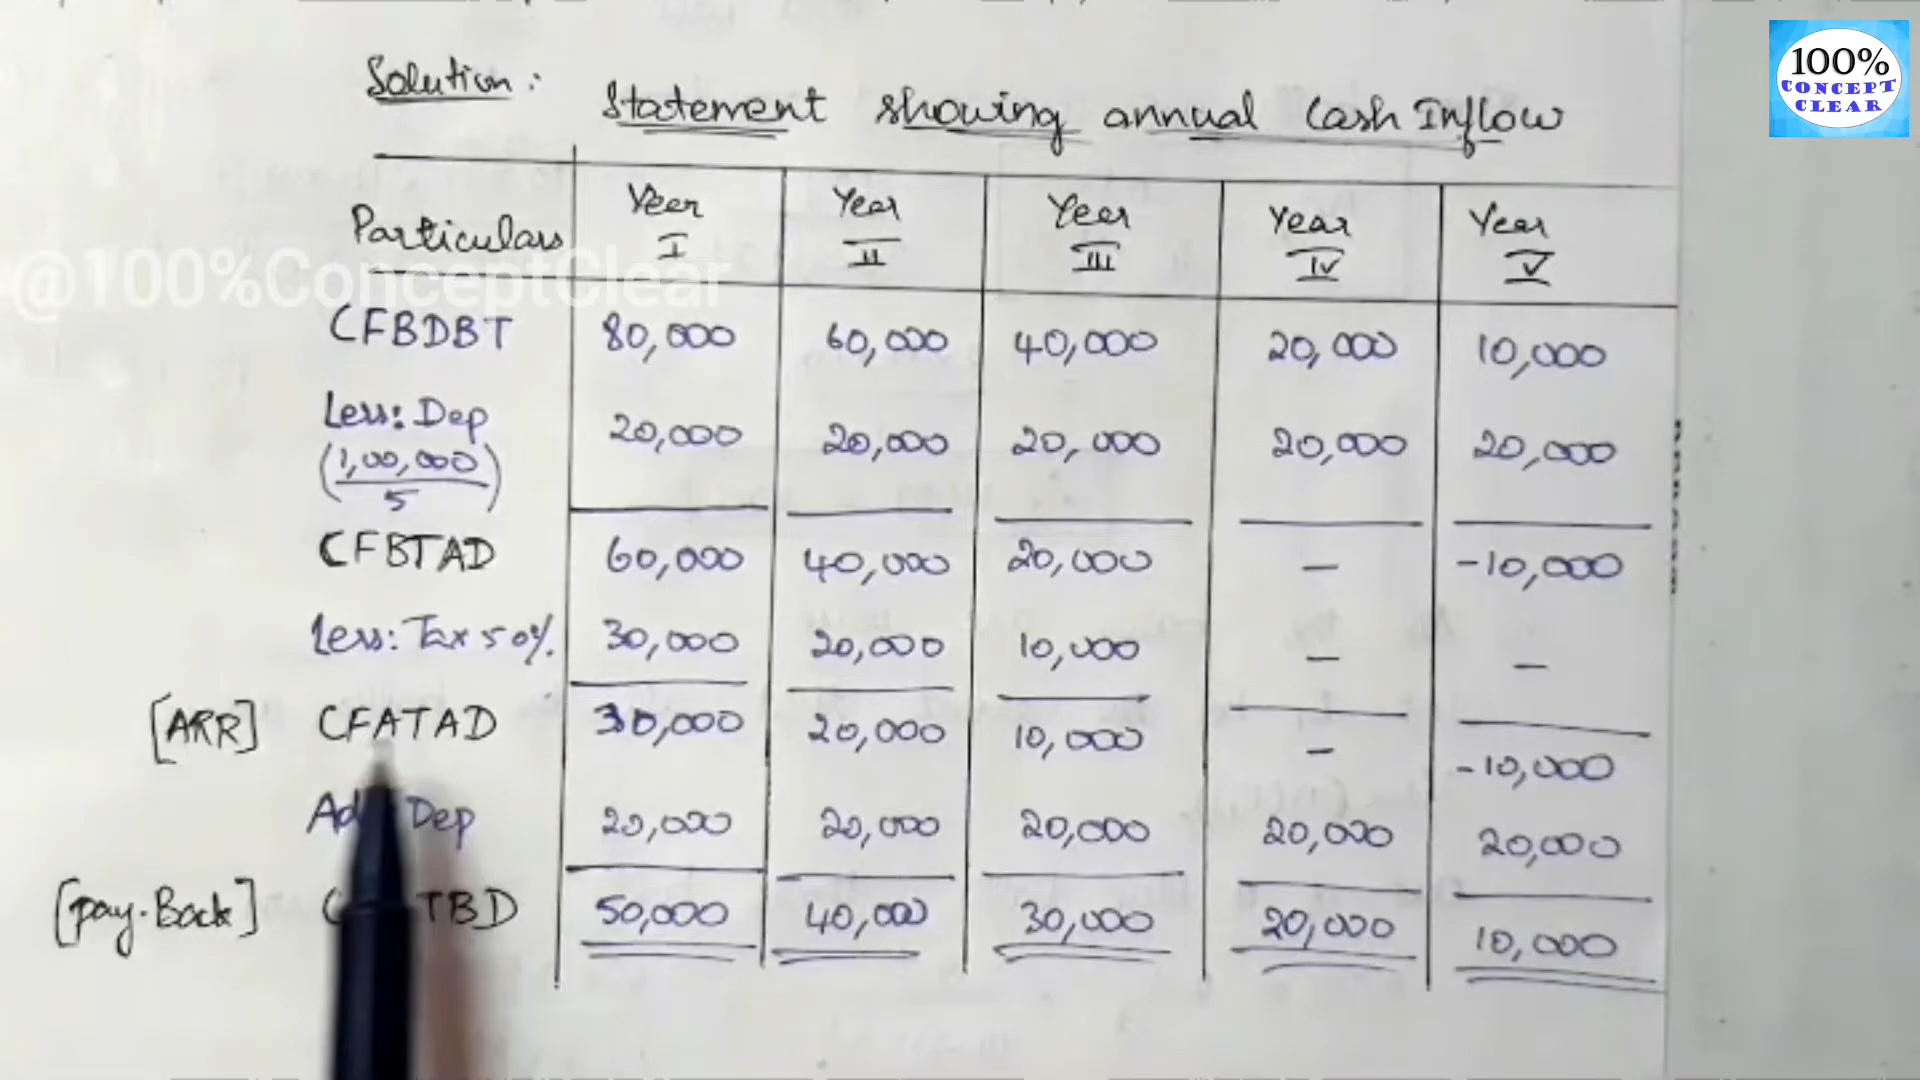 Solution:
Statement showing annual Cash Inflow
Particulars Year I Year II Year III Year IV Year V
CFBDBT 80,000 60,000 40,000 20,000 10,000
Less: Dep 20,000 20,000 20,000 20,000 20,000
(1,00,000
5)
CFBTAD 60,000 40,000 20,000 — -10,000
Less: Tax 50% 30,000 20,000 10,000 — —
[ARR] CFATAD 30,000 20,000 10,000 — -10,000
Dep 20,000 20,000 20,000 20,000 20,000
[Pay-Back] TBD 50,000 40,000 30,000 20,000 10,000
@100%ConceptClear
100%
CONCEPT
CLEAR